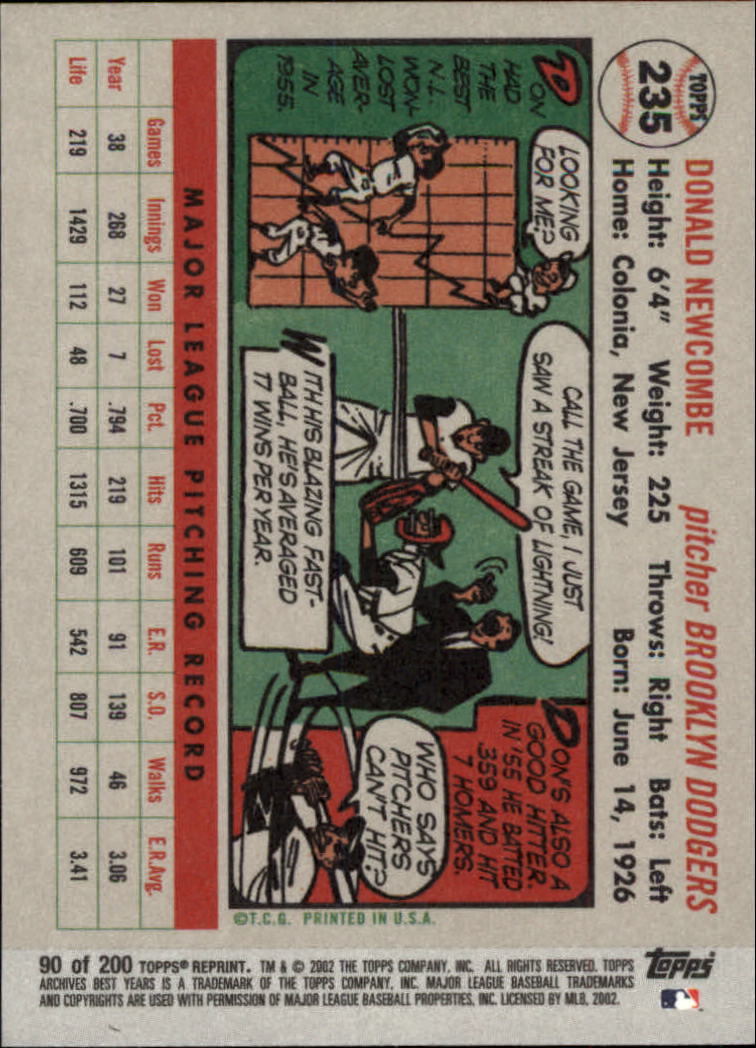 TOPPS
235
DONALD NEWCOMBE pitcher BROOKLYN DODGERS
Height: 6'4" Weight: 225 Throws: Right Bats: Left
Home: Colonia, New Jersey Born: June 14, 1926
DON
HAD
THE
BEST
N.L.
WON-
LOST
AVER-
AGE
IN
1955.
LOOKING
FOR ME?
CALL THE GAME, I JUST
SAW A STREAK OF LIGHTNING!
WITH HIS BLAZING FAST-
BALL, HE'S AVERAGED
17 WINS PER YEAR.
DON'S ALSO A
GOOD HITTER.
IN '55 HE BATTED
.359 AND HIT
7 HOMERS.
WHO SAYS
PITCHERS
CAN'T HIT?
©T.C.G. PRINTED IN U.S.A.
MAJOR LEAGUE PITCHING RECORD
Games Innings Won Lost Pct. Hits Runs E.R. S.O. Walks E.R.Avg.
Year 38 268 27 7 .794 219 101 91 139 46 3.06
Life 219 1429 112 48 .700 1315 609 542 807 972 3.41
topps
90 of 200 TOPPS® REPRINT. TM & © 2002 THE TOPPS COMPANY, INC. ALL RIGHTS RESERVED. TOPPS
ARCHIVES BEST YEARS IS A TRADEMARK OF THE TOPPS COMPANY, INC. MAJOR LEAGUE BASEBALL TRADEMARKS
AND COPYRIGHTS ARE USED WITH PERMISSION OF MAJOR LEAGUE BASEBALL PROPERTIES, INC. LICENSED BY MLB, 2002.